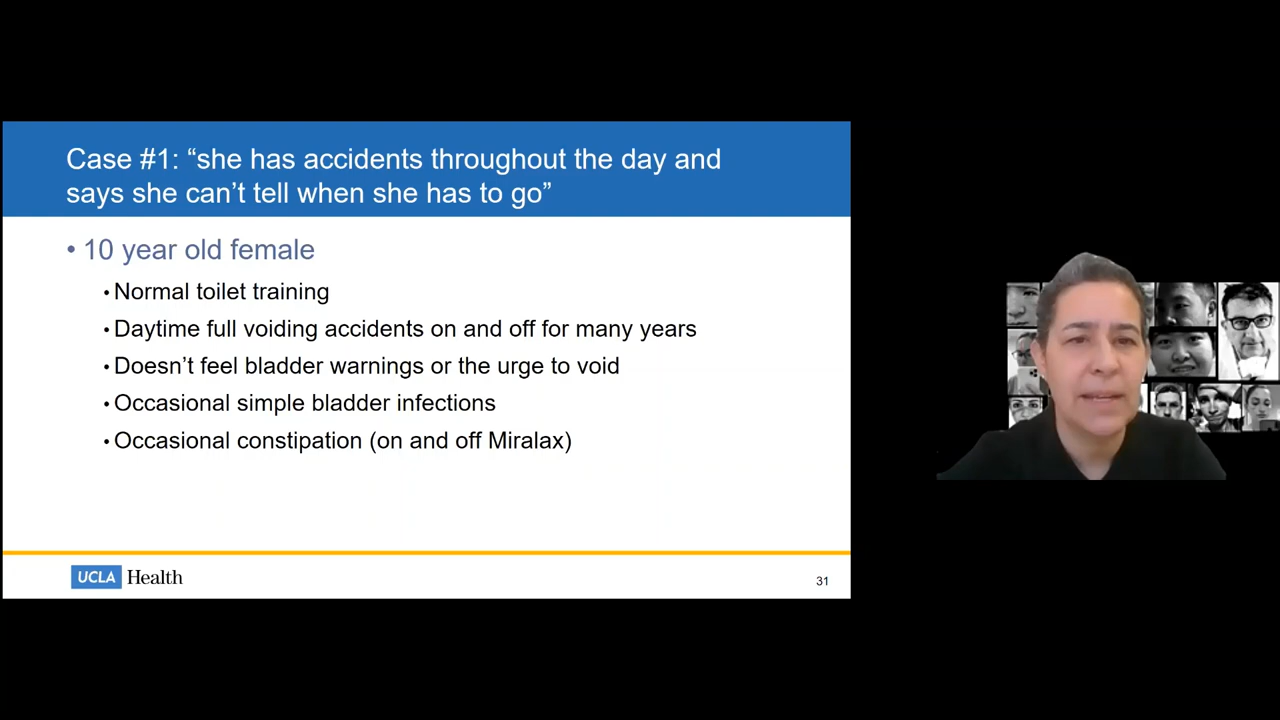 Case #1: “she has accidents throughout the day and
says she can’t tell when she has to go”
• 10 year old female
• Normal toilet training
• Daytime full voiding accidents on and off for many years
• Doesn’t feel bladder warnings or the urge to void
• Occasional simple bladder infections
• Occasional constipation (on and off Miralax)
UCLA Health
31